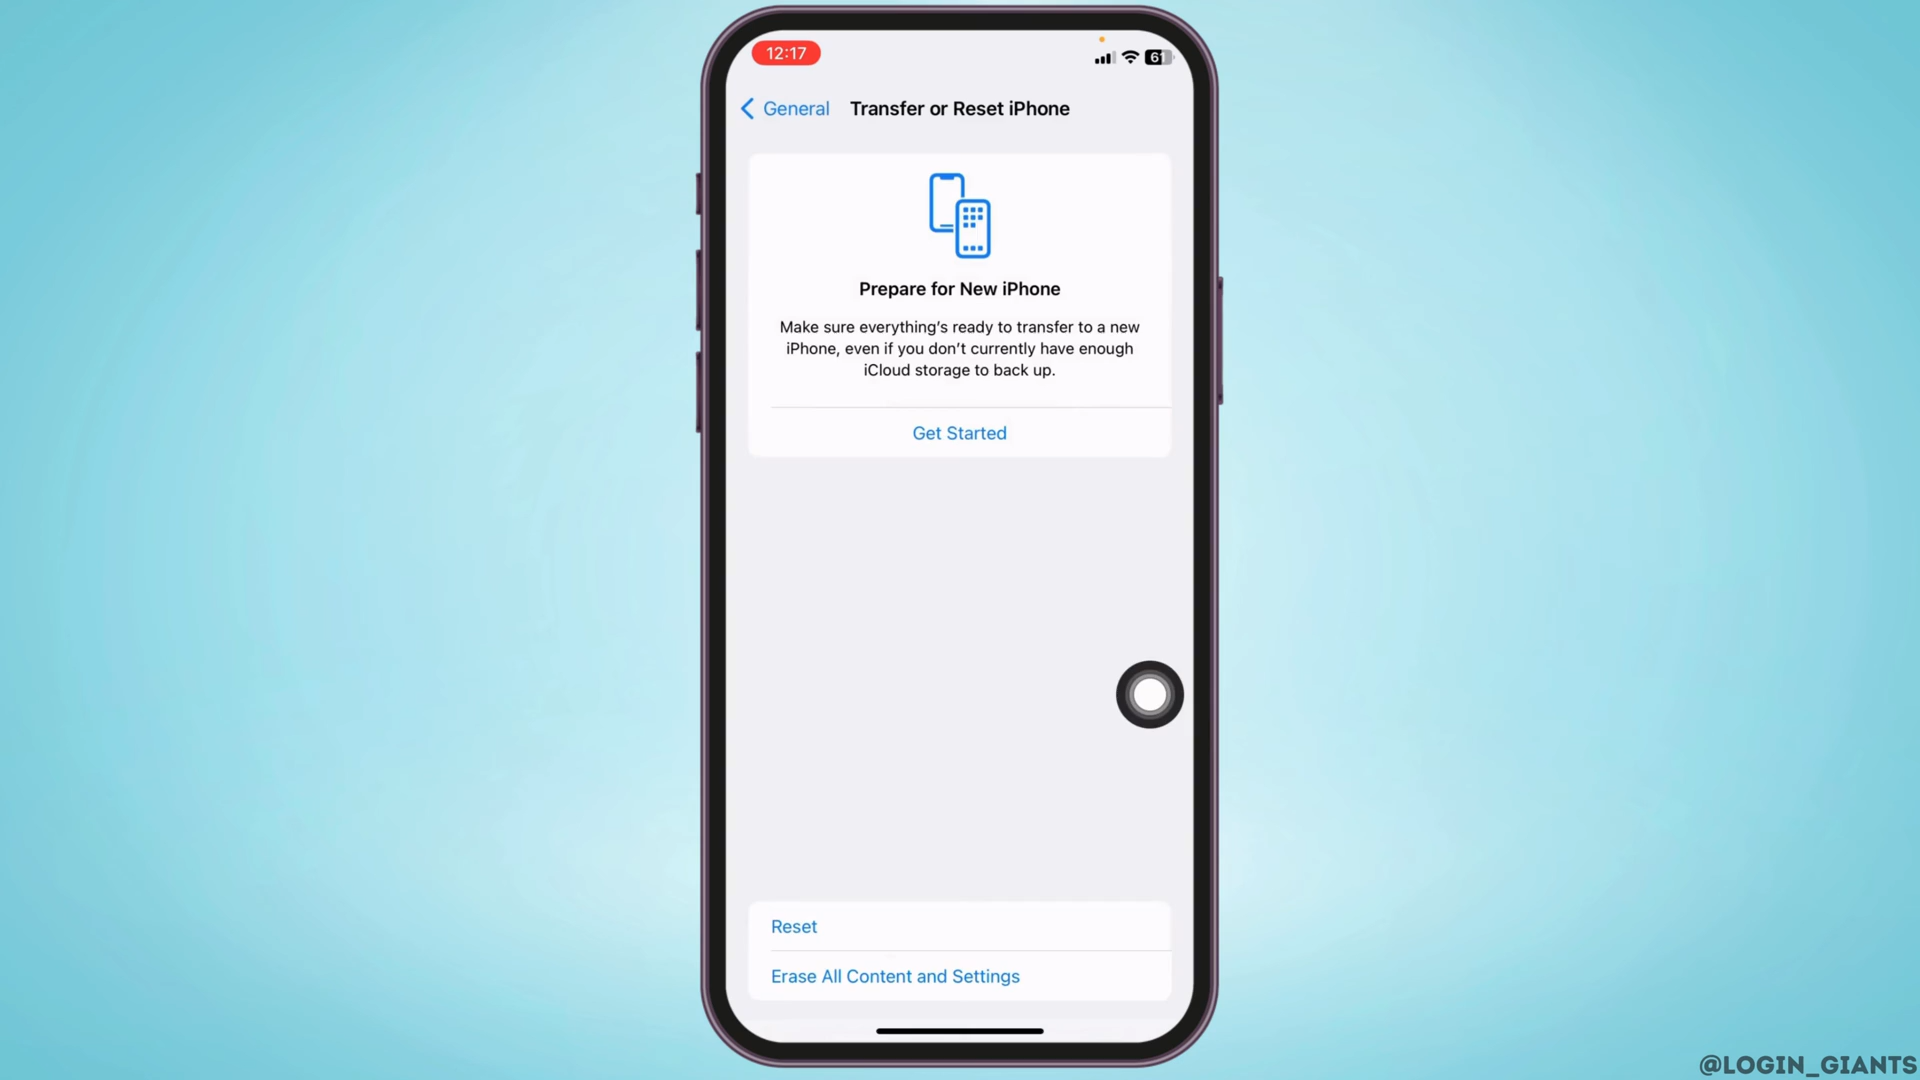 12:17
61
General
Transfer or Reset iPhone
Prepare for New iPhone
Make sure everything's ready to transfer to a new
iPhone, even if you don't currently have enough
iCloud storage to back up.
Get Started
Reset
Erase All Content and Settings
@LOGIN_GIANTS